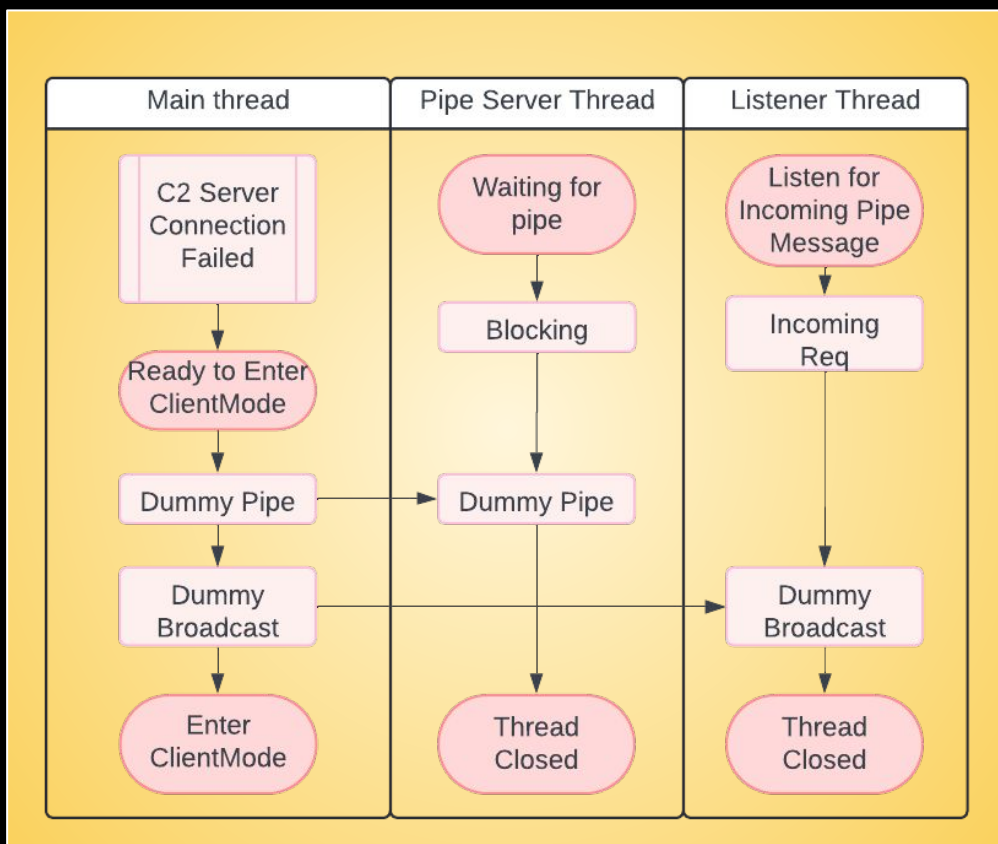 Main thread
Pipe Server Thread
Listener Thread
C2 Server
Connection
Failed
Ready to Enter
ClientMode
Dummy Pipe
Dummy
Broadcast
Enter
ClientMode
Waiting for
pipe
Blocking
Dummy Pipe
Thread
Closed
Listen for
Incoming Pipe
Message
Incoming
Req
Dummy
Broadcast
Thread
Closed